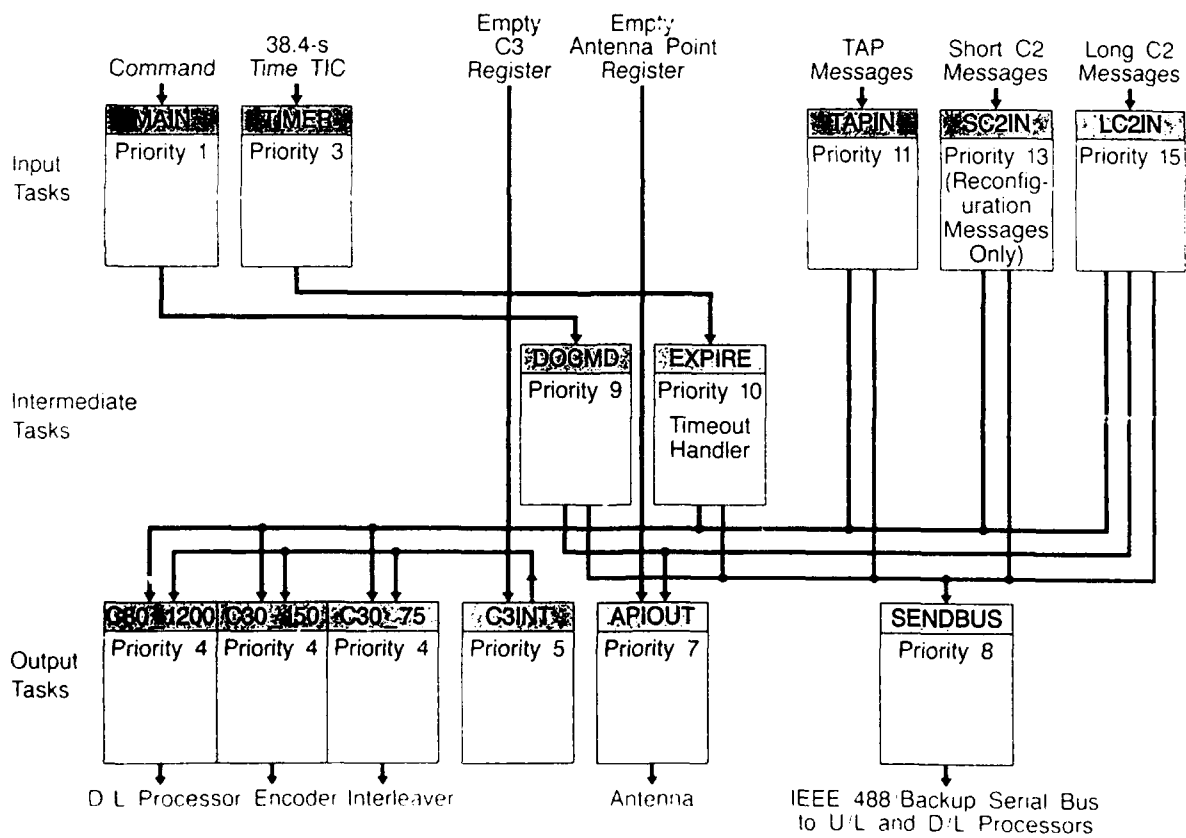 Command
38.4-s
Time TIC
Empty
C3
Register
Empty
Antenna Point
Register
TAP
Messages
Short C2
Messages
Long C2
Messages
Input
Tasks
MAIN
Priority 1
TIMER
Priority 3
TAPIN
Priority 11
SC2IN
Priority 13
(Reconfig-
uration
Messages
Only)
LC2IN
Priority 15
Intermediate
Tasks
DOCMD
Priority 9
EXPIRE
Priority 10
Timeout
Handler
Output
Tasks
1200
Priority 4
Priority 4
C30_75
Priority 4
C3INT
Priority 5
APIOUT
Priority 7
SENDBUS
Priority 8
D L Processor Encoder Interleaver
Antenna
IEEE 488 Backup Serial Bus
to U/L and D/L Processors